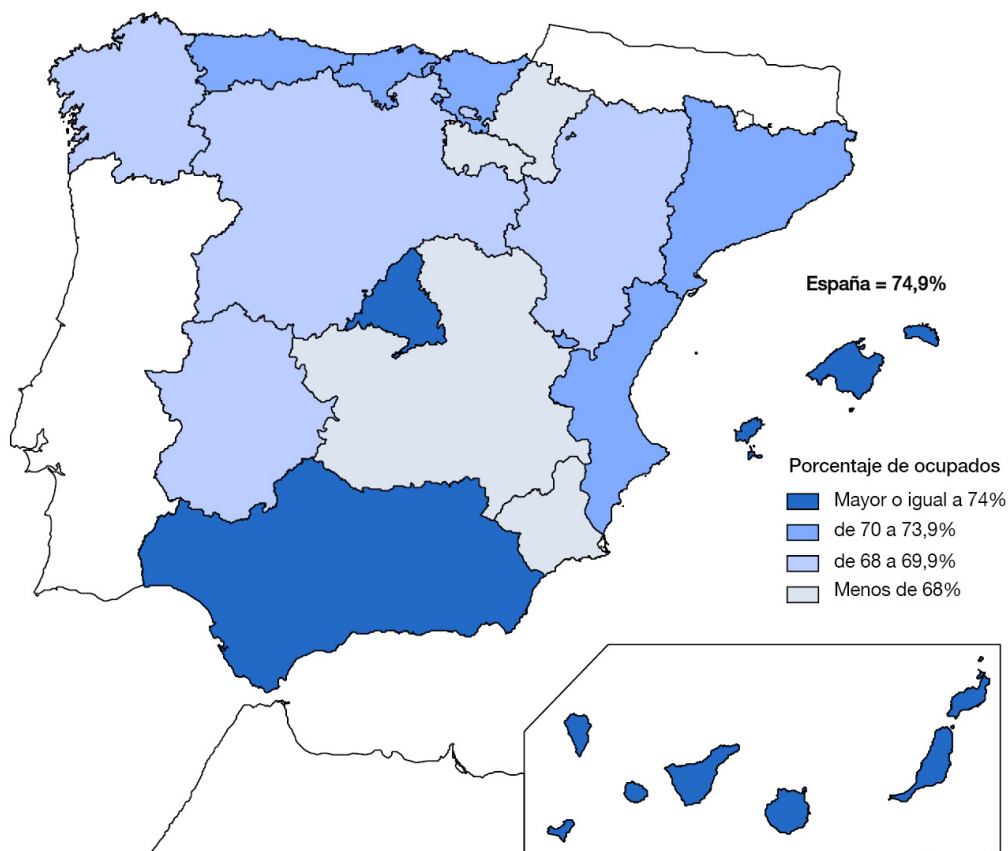 España = 74,9%
Porcentaje de ocupados
Mayor o igual a 74%
de 70 a 73,9%
de 68 a 69,9%
Menos de 68%